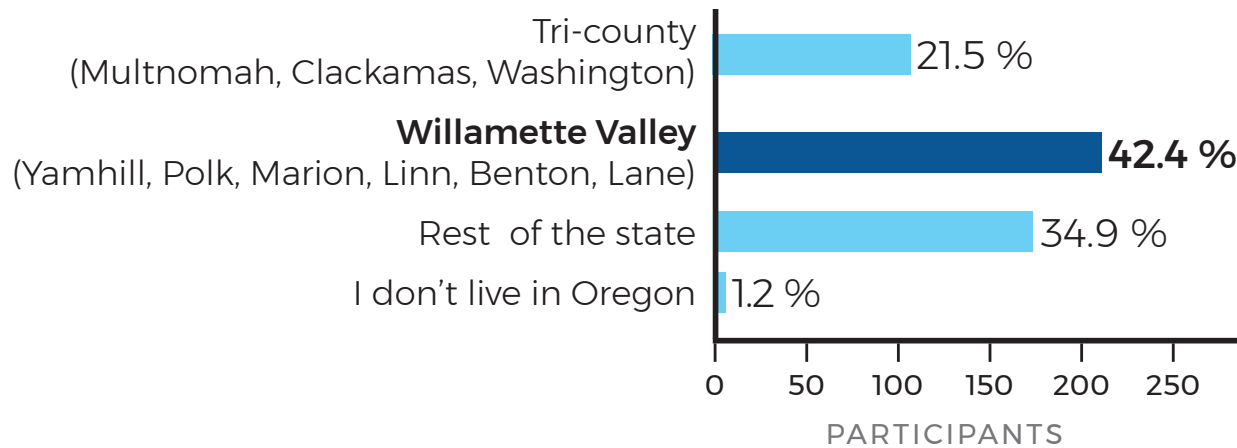 Tri-county
(Multnomah, Clackamas, Washington)
21.5 %
Willamette Valley
(Yamhill, Polk, Marion, Linn, Benton, Lane)
42.4 %
Rest of the state
34.9 %
I don’t live in Oregon
1.2 %
0 50 100 150 200 250
PARTICIPANTS